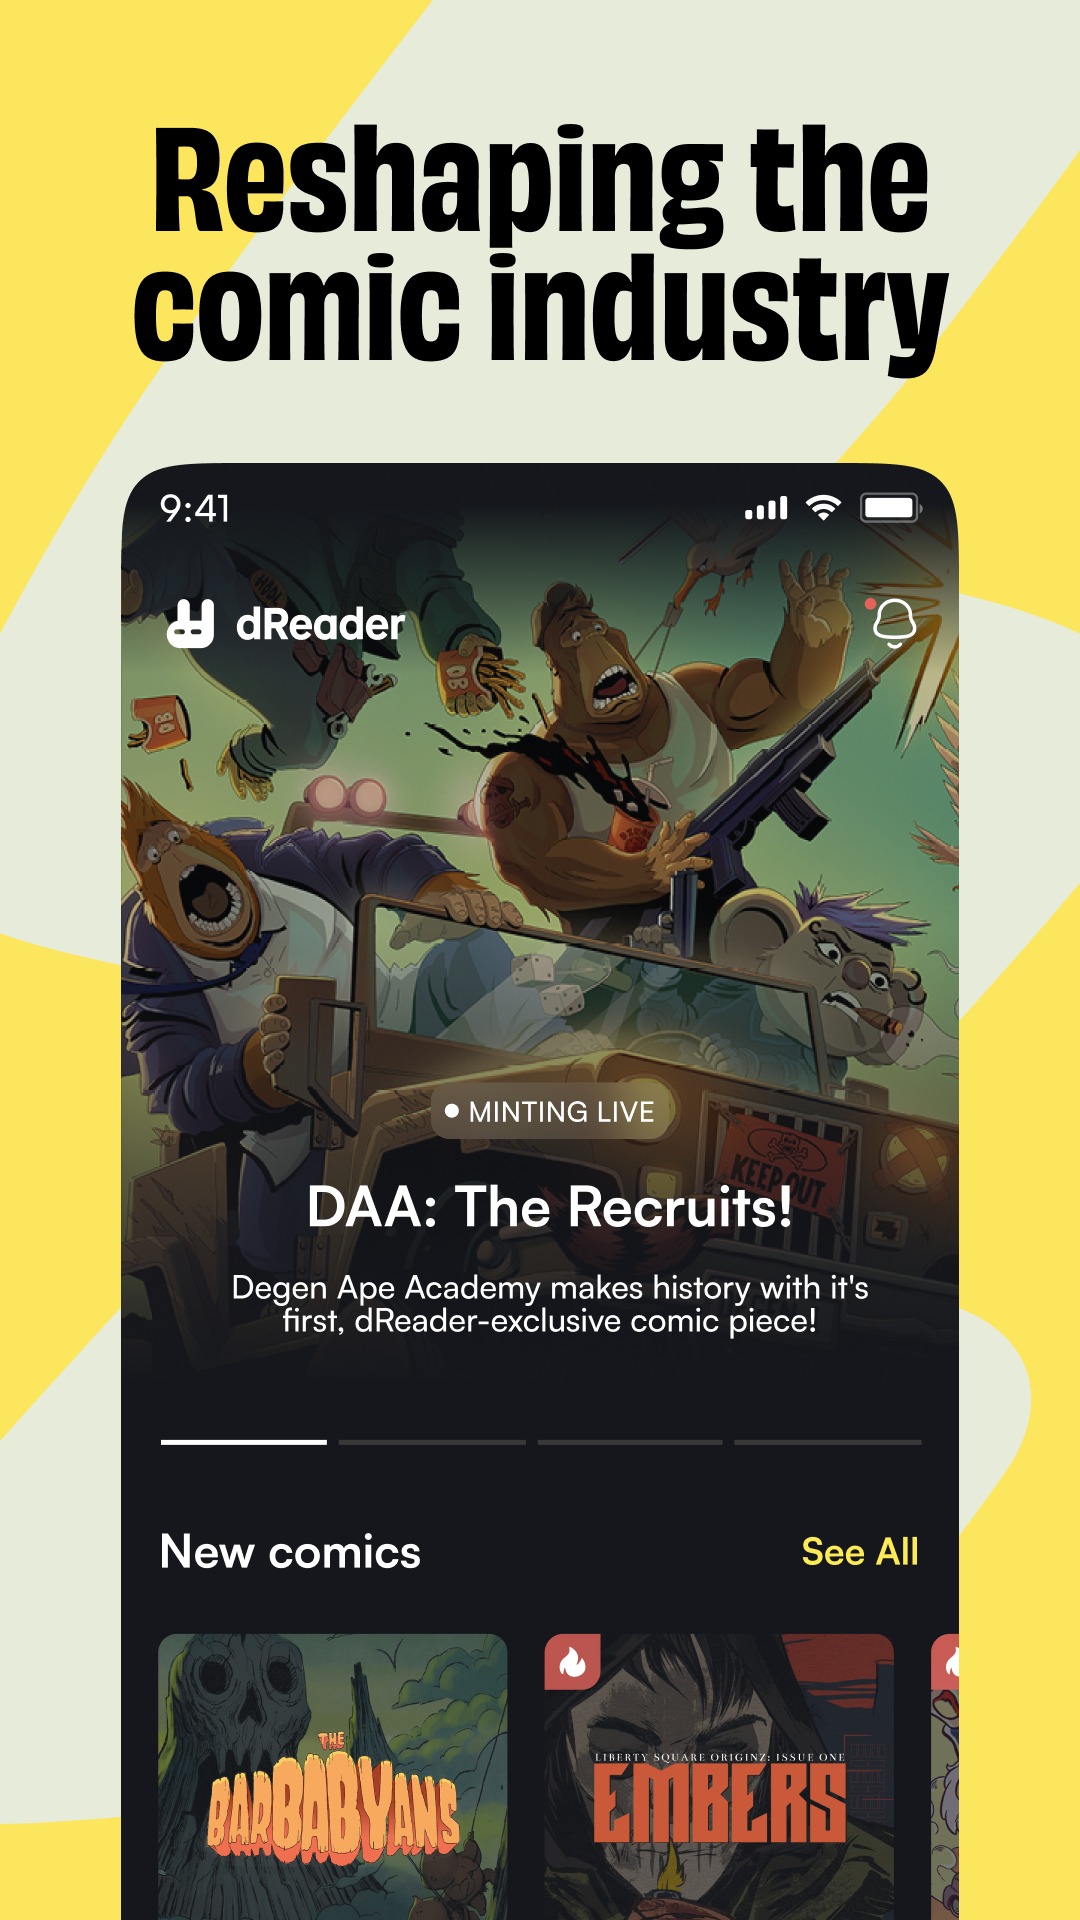 Reshaping the
comic industry
9:41
dReader
DB
DB
MINTING LIVE
KEEP OUT
DAA: The Recruits!
Degen Ape Academy makes history with it's
first, dReader-exclusive comic piece!
New comics
See All
THE
BARBABYANS
LIBERTY SQUARE ORIGINZ: ISSUE ONE
EMBERS